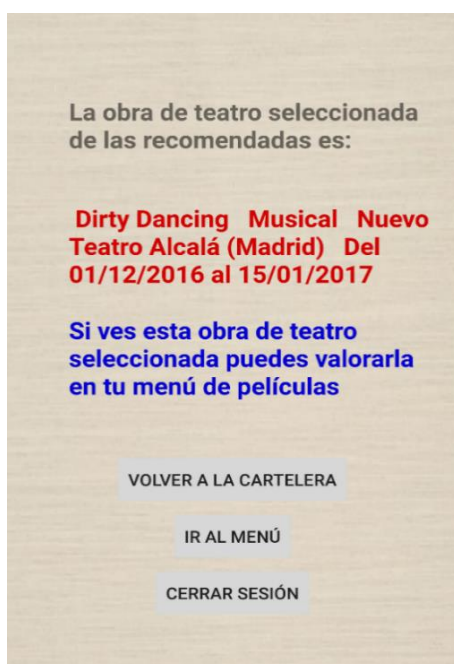 La obra de teatro seleccionada
de las recomendadas es:
Dirty Dancing Musical Nuevo
Teatro Alcalá (Madrid) Del
01/12/2016 al 15/01/2017
Si ves esta obra de teatro
seleccionada puedes valorarla
en tu menú de películas
VOLVER A LA CARTELERA
IR AL MENÚ
CERRAR SESIÓN